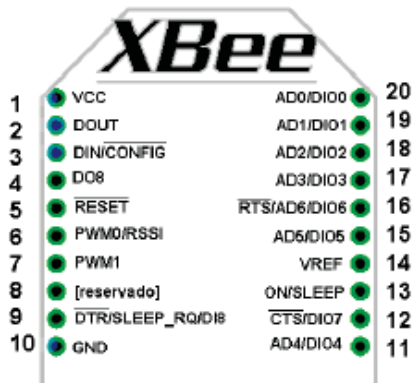 XBee
1 VCC AD0/DIO0 20
2 DOUT AD1/DIO1 19
3 DIN/CONFIG AD2/DIO2 18
4 DO8 AD3/DIO3 17
5 RESET RTS/AD6/DIO6 16
6 PWM0/RSSI AD5/DIO5 15
7 PWM1 VREF 14
8 [reservado] ON/SLEEP 13
9 DTR/SLEEP_RQ/DI8 CTS/DIO7 12
10 GND AD4/DIO4 11